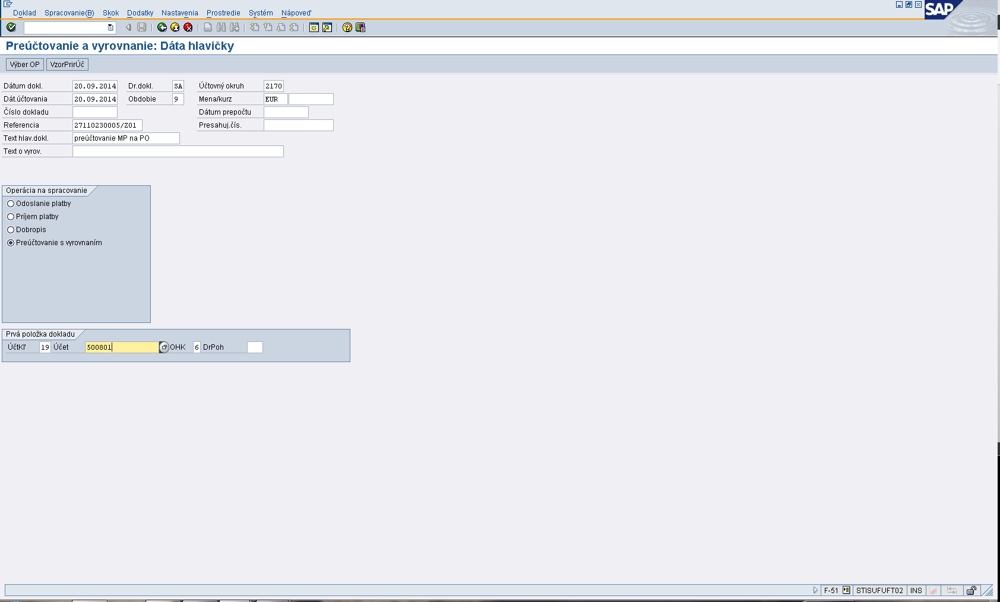 Doklad Spracovanie(B) Skok Dodatky Nastavenia Prostredie Systém Nápoveď
SAP
Preúčtovanie a vyrovnanie: Dáta hlavičky
Výber OP VzorPrirÚč
Dátum dokl. 20.09.2014 Dr.dokl. SA Účtovný okruh 2170
Dát.účtovania 20.09.2014 Obdobie 9 Mena/kurz EUR
Číslo dokladu Dátum prepočtu
Referencia 27110230005/Z01 Presahuj.čís.
Text hlav.dokl. preúčtovanie MP na PO
Text o vyrov.
Operácia na spracovanie
Odoslanie platby
Príjem platby
Dobropis
Preúčtovanie s vyrovnaním
Prvá položka dokladu
ÚčtKľ 19 Účet 500801 OHK 6 DrPoh
F-51 STISUFUFT02 INS